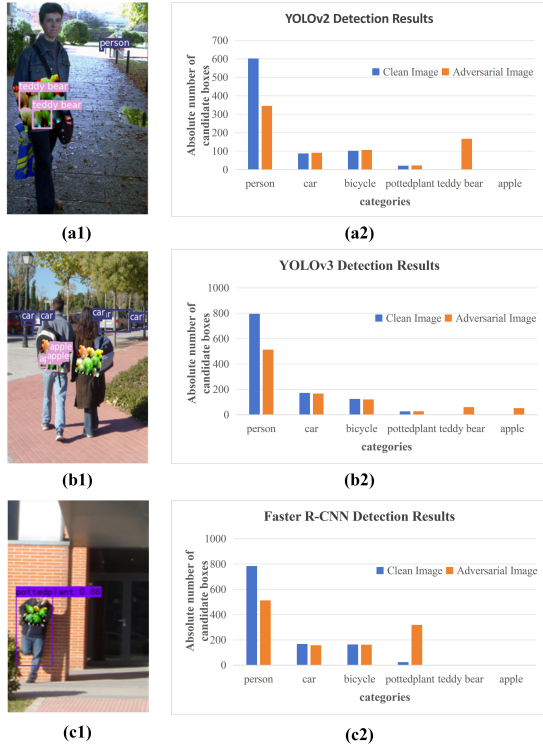 person
teddy bear
teddy bear
(a1)
YOLOv2 Detection Results
Absolute number of
candidate boxes
700
600
500
400
300
200
100
0
Clean Image
Adversarial Image
person
car
bicycle
pottedplant
teddy bear
apple
categories
(a2)
car
car
car
car
apple
apple
(b1)
YOLOv3 Detection Results
Absolute number of
candidate boxes
1000
800
600
400
200
0
Clean Image
Adversarial Image
person
car
bicycle
pottedplant
teddy bear
apple
categories
(b2)
pottedplant 0.88
(c1)
Faster R-CNN Detection Results
Absolute number of
candidate boxes
1000
800
600
400
200
0
Clean Image
Adversarial Image
person
car
bicycle
pottedplant
teddy bear
apple
categories
(c2)